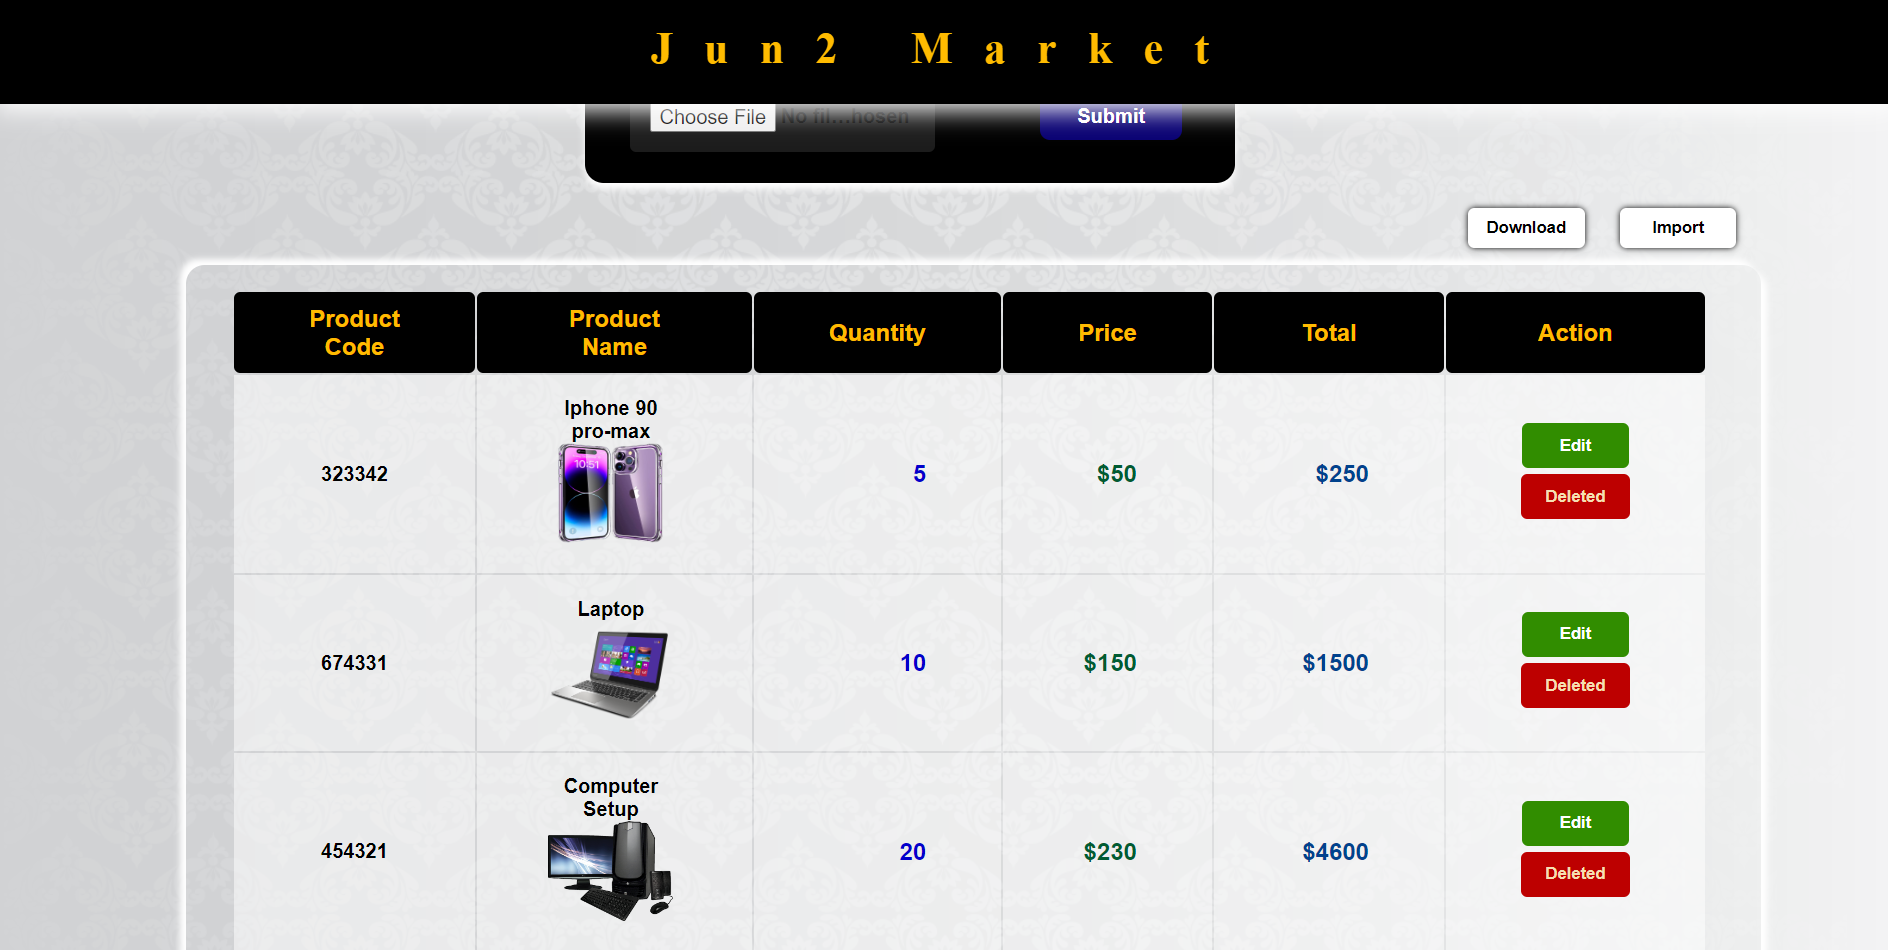 Jun2 Market
Choose File No fil...hosen
Submit
Download
Import
Product
Code
Product
Name
Quantity
Price
Total
Action
323342
Iphone 90
pro-max
10:51
5
$50
$250
Edit
Deleted
674331
Laptop
10
$150
$1500
Edit
Deleted
454321
Computer
Setup
20
$230
$4600
Edit
Deleted